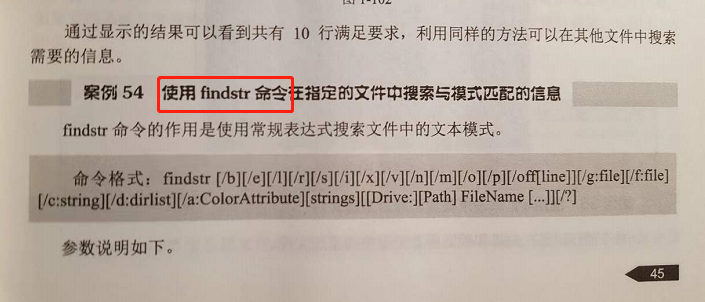 图 1-102
通过显示的结果可以看到共有 10 行满足要求，利用同样的方法可以在其他文件中搜索
需要的信息。
案例 54 使用 findstr 命令在指定的文件中搜索与模式匹配的信息
findstr 命令的作用是使用常规表达式搜索文件中的文本模式。
命令格式：findstr [/b][/e][/l][/r][/s][/i][/x][/v][/n][/m][/o][/p][/off[line]][/g:file][/f:file]
[/c:string][/d:dirlist][/a:ColorAttribute][strings][[Drive:][Path] FileName [...]][/?]
参数说明如下。
45